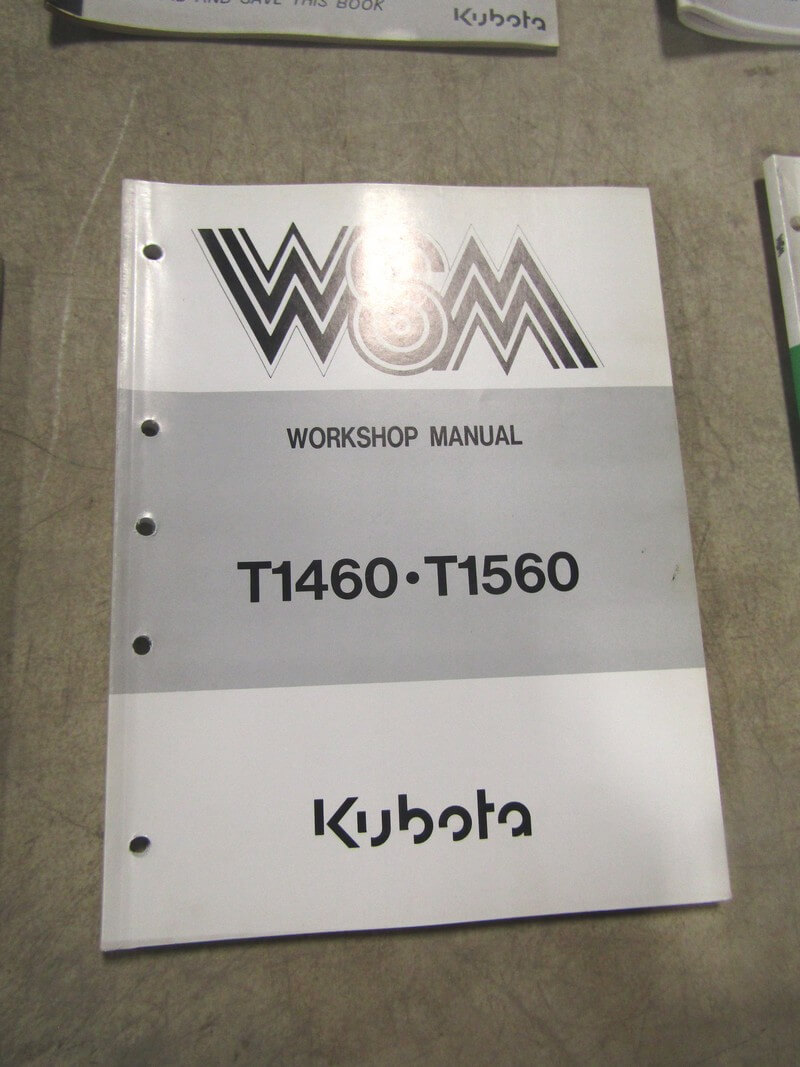 AND SAVE THIS BOOK
Kubota
WSM
WORKSHOP MANUAL
T1460·T1560
Kubota